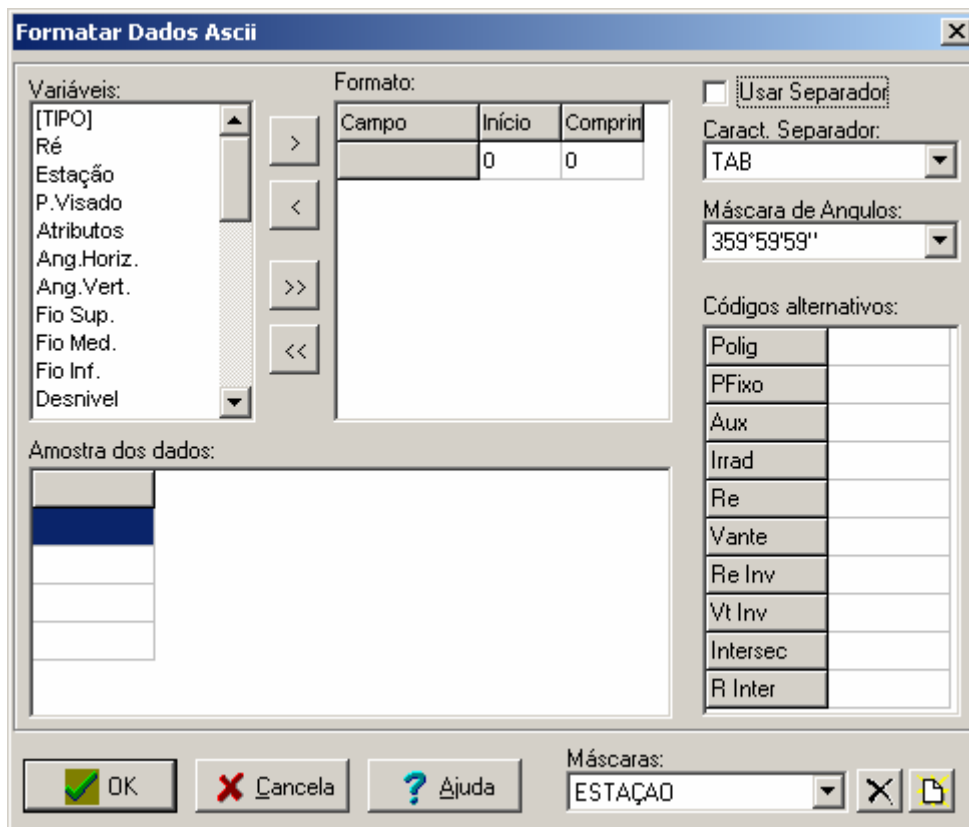 Formatar Dados Ascii
Variáveis:
[TIPO]
Ré
Estação
P.Visado
Atributos
Ang.Horiz.
Ang.Vert.
Fio Sup.
Fio Med.
Fio Inf.
Desnivel
>
<
>>
<<
Formato:
Campo Início Comprin
0 0
Usar Separador
Caract. Separador:
TAB
Máscara de Angulos:
359°59'59''
Códigos alternativos:
Polig
PFixo
Aux
Irrad
Re
Vante
Re Inv
Vt Inv
Intersec
R Inter
Amostra dos dados:
OK
Cancela
? Ajuda
Máscaras:
ESTAÇAO